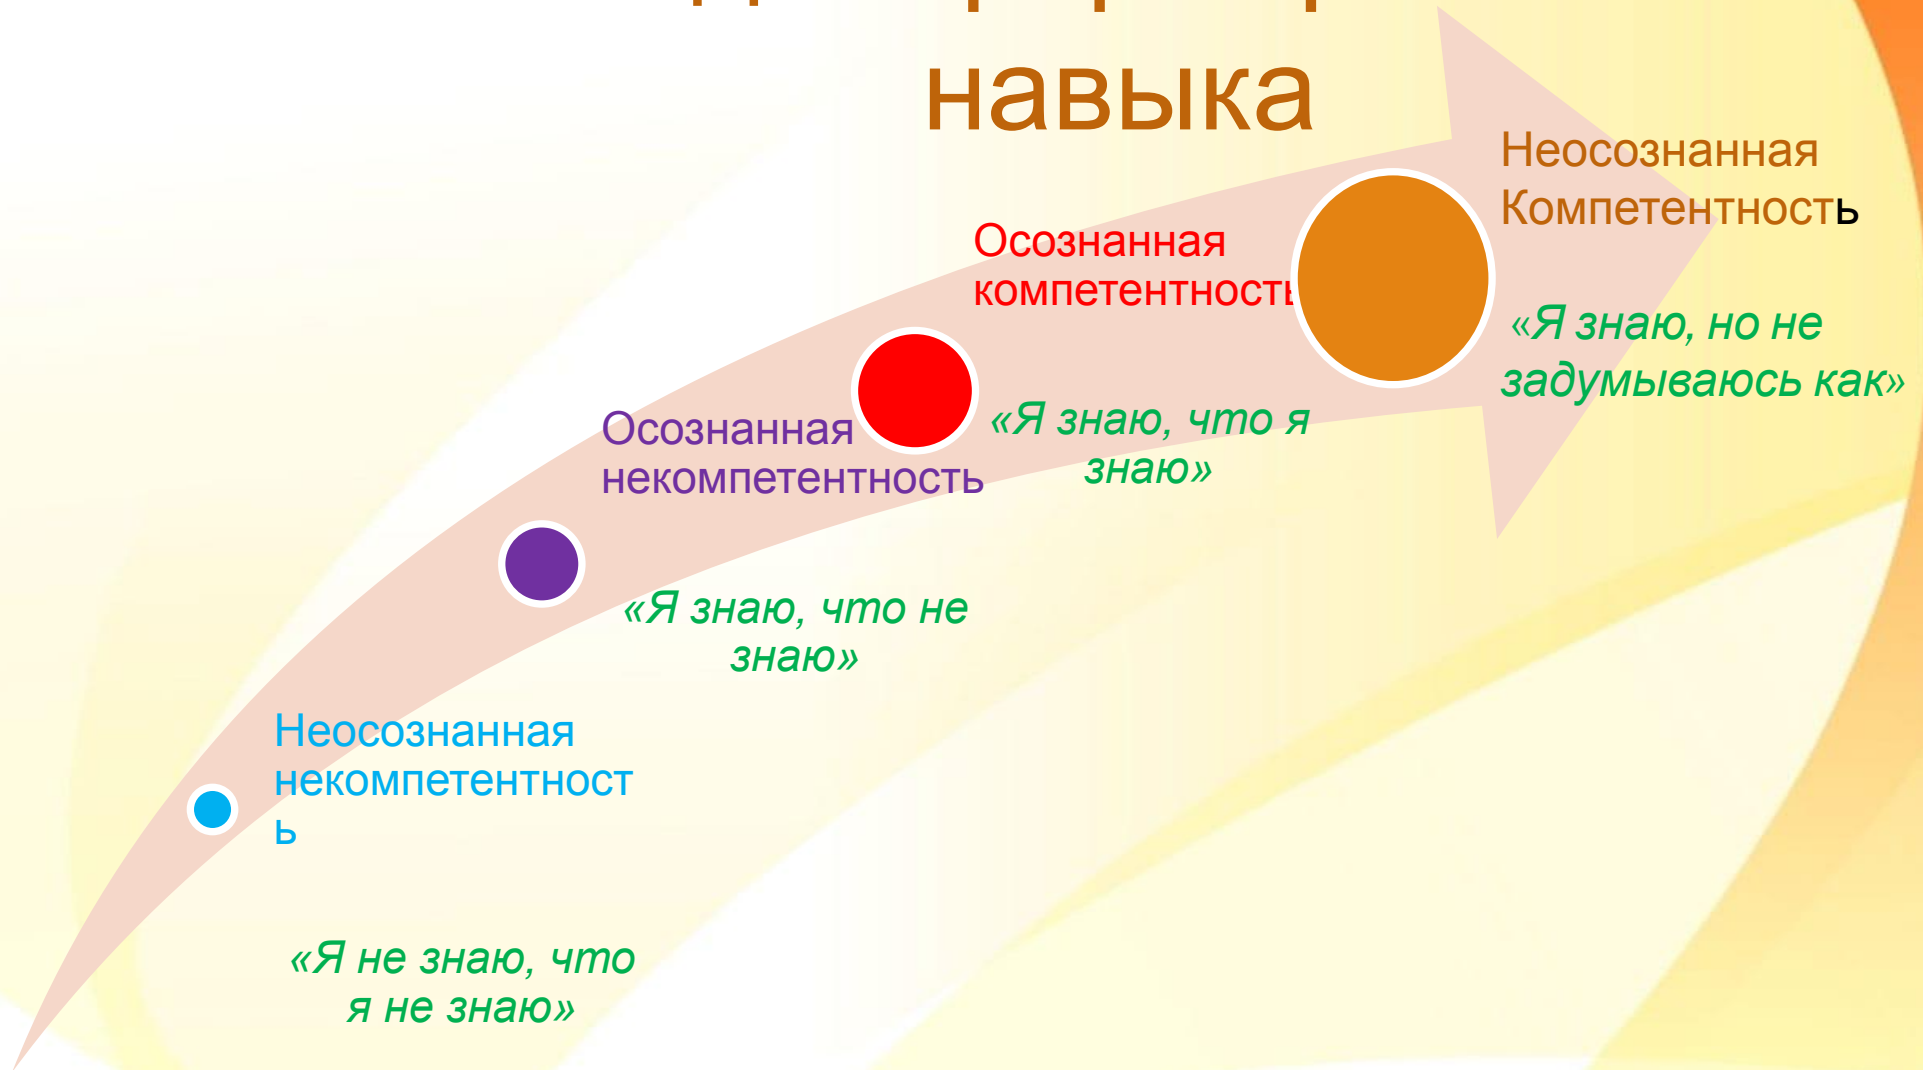 навыка
Неосознанная
Компетентность
«Я знаю, но не
задумываюсь как»
Осознанная
компетентность
«Я знаю, что я
знаю»
Осознанная
некомпетентность
«Я знаю, что не
знаю»
Неосознанная
некомпетентност
ь
«Я не знаю, что
я не знаю»